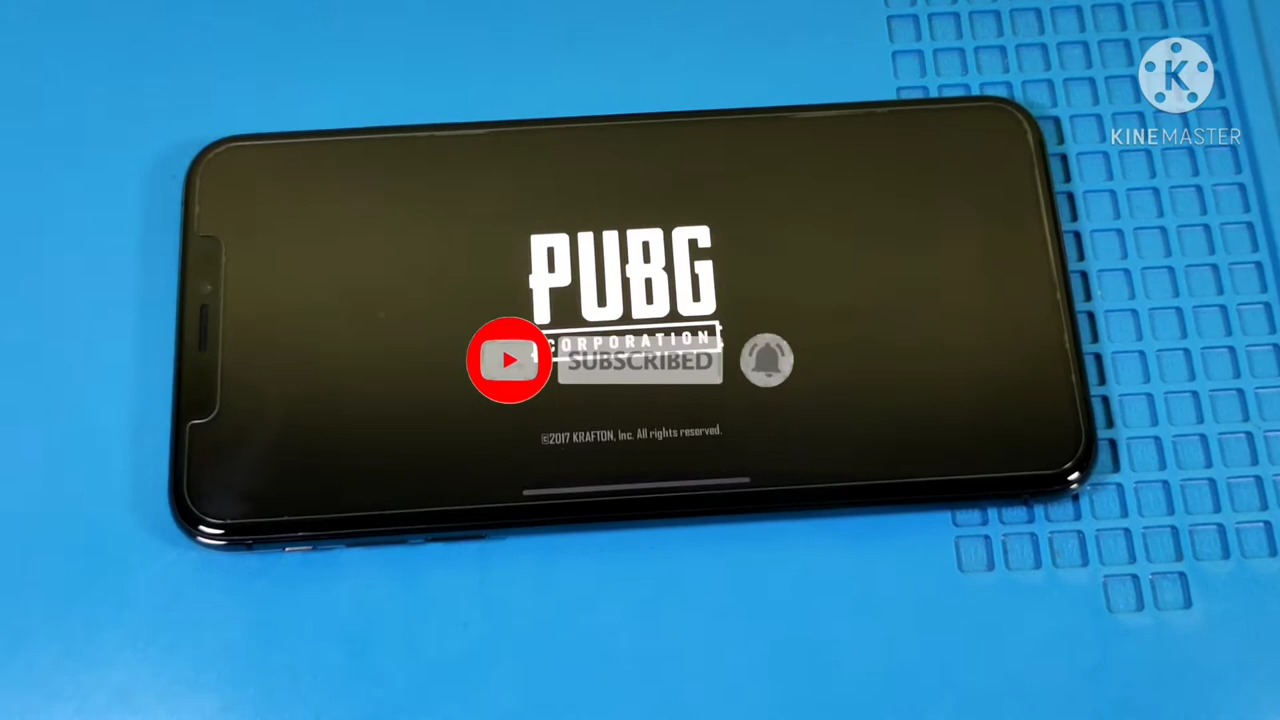 K
KINEMASTER
PUBG
CORPORATION
SUBSCRIBED
©2017 KRAFTON, Inc. All rights reserved.